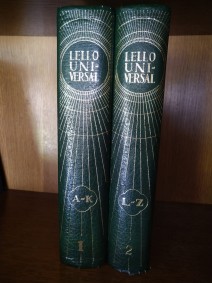 LELLO
UNI-
VERSAL
A-K
1
LELLO
UNI-
VERSAL
L-Z
2